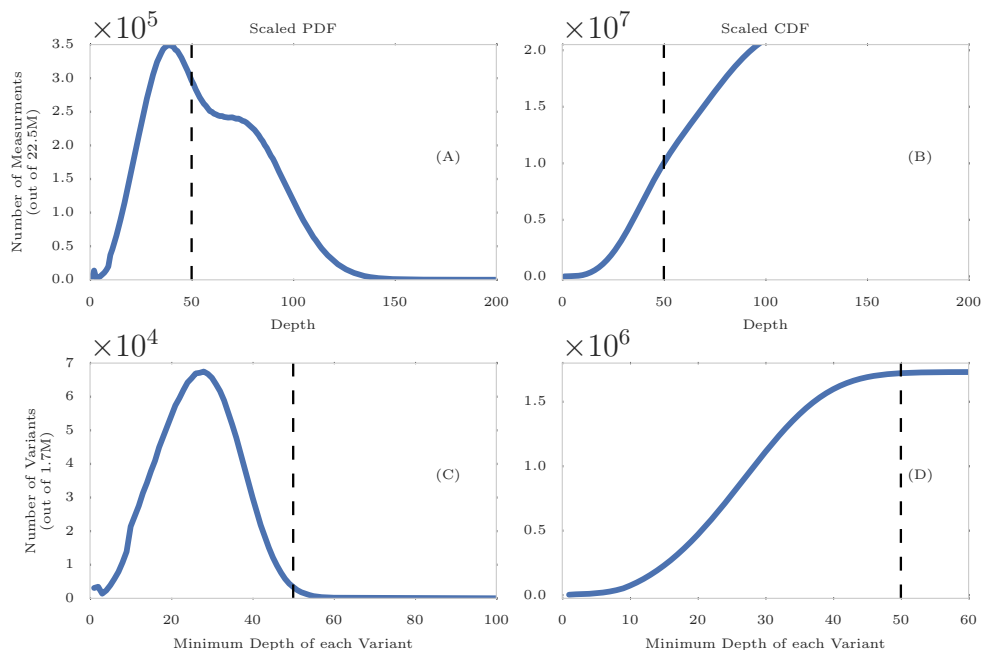 Scaled PDF
×10^5
3.5
3.0
2.5
2.0
1.5
1.0
0.5
0.0
0 50 100 150 200
Depth
Number of Measurments
(out of 22.5M)
(A)
Scaled CDF
×10^7
2.0
1.0
0.0
0 50 100 150 200
Depth
(B)
×10^4
7
6
5
4
3
2
1
0
0 20 40 60 80 100
Minimum Depth of each Variant
Number of Variants
(out of 1.7M)
(C)
×10^6
1.5
1.0
0.5
0.0
0 10 20 30 40 50 60
Minimum Depth of each Variant
(D)